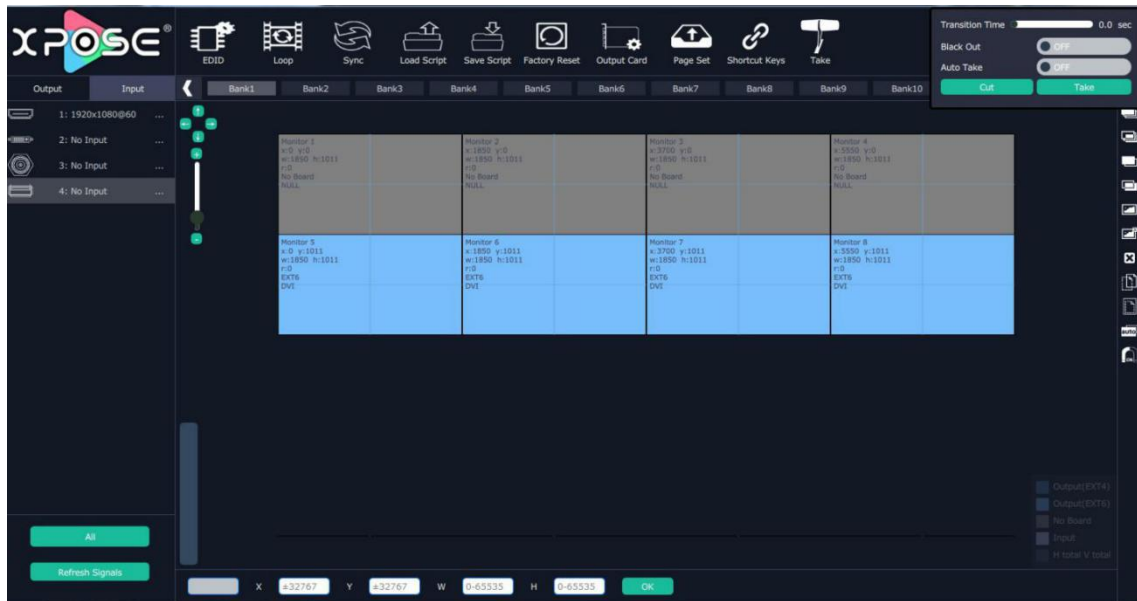 XPOSE®
EDID
Loop
Sync
Load Script
Save Script
Factory Reset
Output Card
Page Set
Shortcut Keys
Take
Transition Time
0.0 sec
Black Out
OFF
Auto Take
OFF
Cut
Take
Output
Input
Bank1
Bank2
Bank3
Bank4
Bank5
Bank6
Bank7
Bank8
Bank9
Bank10
1: 1920x1080@60 ...
2: No Input ...
3: No Input ...
4: No Input ...
Monitor 1
x:0 y:0
w:1850 h:1011
r:0
No Board
NULL
Monitor 2
x:1850 y:0
w:1850 h:1011
r:0
No Board
NULL
Monitor 3
x:3700 y:0
w:1850 h:1011
r:0
No Board
NULL
Monitor 4
x:5550 y:0
w:1850 h:1011
r:0
No Board
NULL
Monitor 5
x:0 y:1011
w:1850 h:1011
r:0
EXT6
DVI
Monitor 6
x:1850 y:1011
w:1850 h:1011
r:0
EXT6
DVI
Monitor 7
x:3700 y:1011
w:1850 h:1011
r:0
EXT6
DVI
Monitor 8
x:5550 y:1011
w:1850 h:1011
r:0
EXT6
DVI
auto
Output(EXT4)
Output(EXT6)
No Board
Input
H total V total
All
Refresh Signals
X ±32767 Y ±32767 W 0-65535 H 0-65535 OK